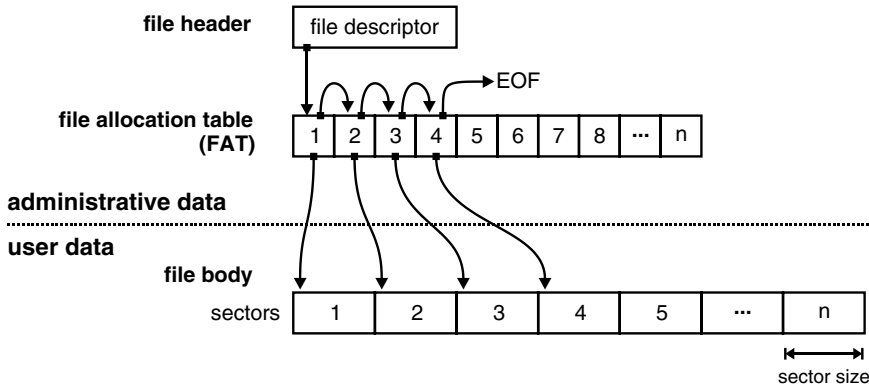 file header
file descriptor
EOF
file allocation table
(FAT)
1 2 3 4 5 6 7 8 ... n
administrative data
user data
file body
sectors 1 2 3 4 5 ... n
sector size